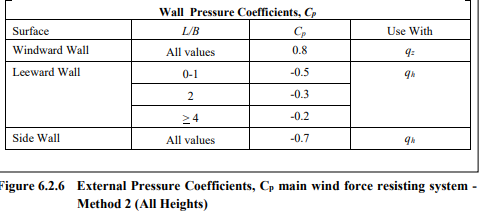 Wall Pressure Coefficients, Cp
Surface L/B Cp Use With
Windward Wall All values 0.8 qz
Leeward Wall 0-1 -0.5 qh
2 -0.3
≥ 4 -0.2
Side Wall All values -0.7 qh
Figure 6.2.6 External Pressure Coefficients, Cp main wind force resisting system -
Method 2 (All Heights)